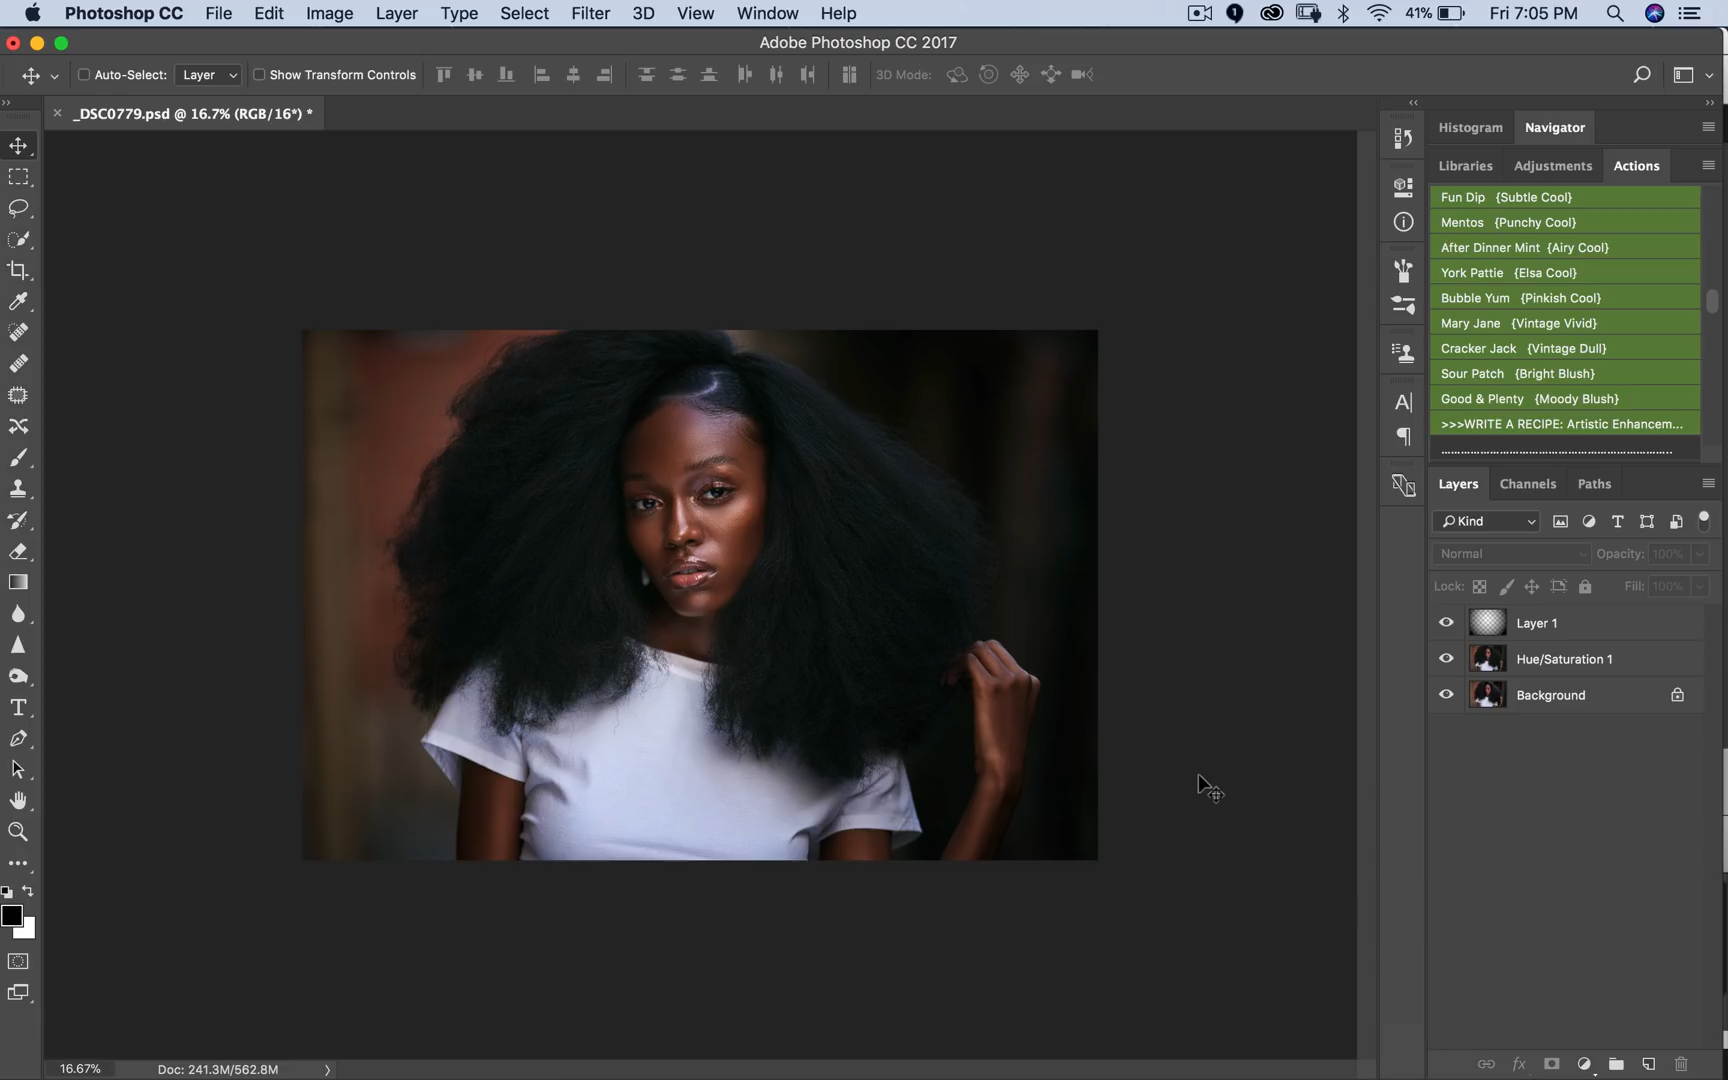 Photoshop CC File Edit Image Layer Type Select Filter 3D View Window Help 41% Fri 7:05 PM
Adobe Photoshop CC 2017
Auto-Select: Layer Show Transform Controls 3D Mode:
_DSC0779.psd @ 16.7% (RGB/16*) *
Histogram Navigator
Libraries Adjustments Actions
Fun Dip {Subtle Cool}
Mentos {Punchy Cool}
After Dinner Mint {Airy Cool}
York Pattie {Elsa Cool}
Bubble Yum {Pinkish Cool}
Mary Jane {Vintage Vivid}
Cracker Jack {Vintage Dull}
Sour Patch {Bright Blush}
Good & Plenty {Moody Blush}
>>>WRITE A RECIPE: Artistic Enhancem...
Layers Channels Paths
Kind
Normal Opacity: 100%
Lock: Fill: 100%
Layer 1
Hue/Saturation 1
Background
16.67% Doc: 241.3M/562.8M